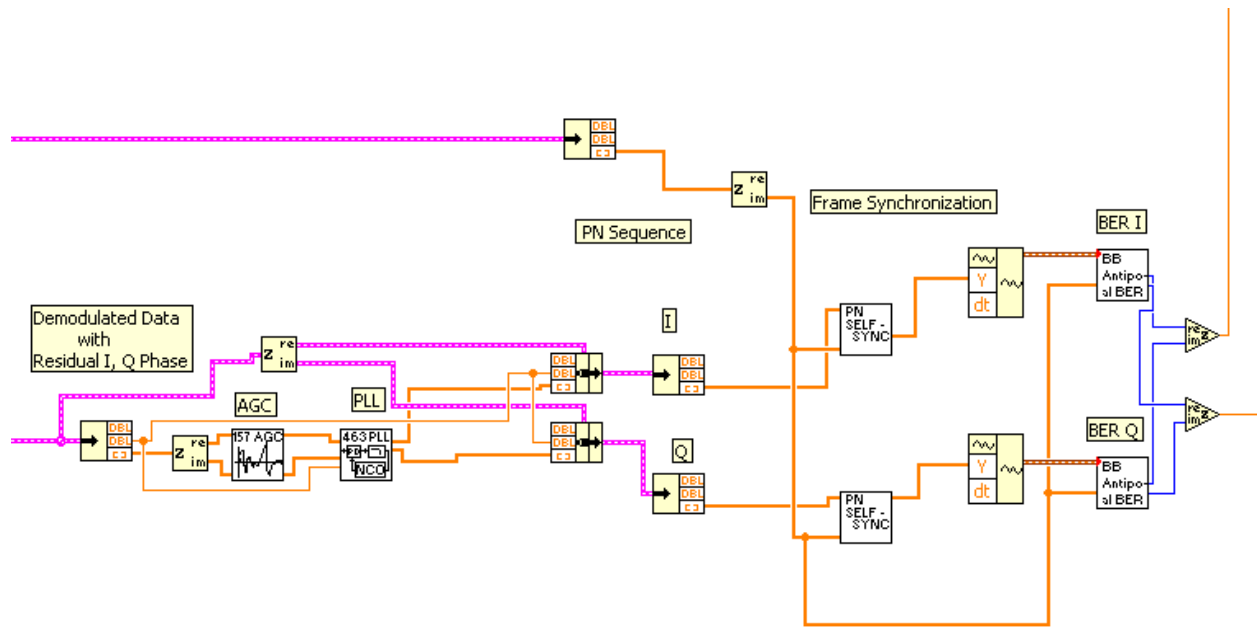 DBL
DBL
[ ]
z
re
im
Frame Synchronization
PN Sequence
BER I
BB
Antipo-
al BER
Y
dt
PN
SELF -
SYNC
Demodulated Data
with
Residual I, Q Phase
z
re
im
I
DBL
DBL
[ ]
DBL
DBL
[ ]
re
im
z
AGC
PLL
DBL
DBL
[ ]
z
re
im
157 AGC
463 PLL
PD
NCO
DBL
DBL
[ ]
Q
DBL
DBL
[ ]
re
im
z
BER Q
Y
dt
BB
Antipo-
al BER
PN
SELF -
SYNC